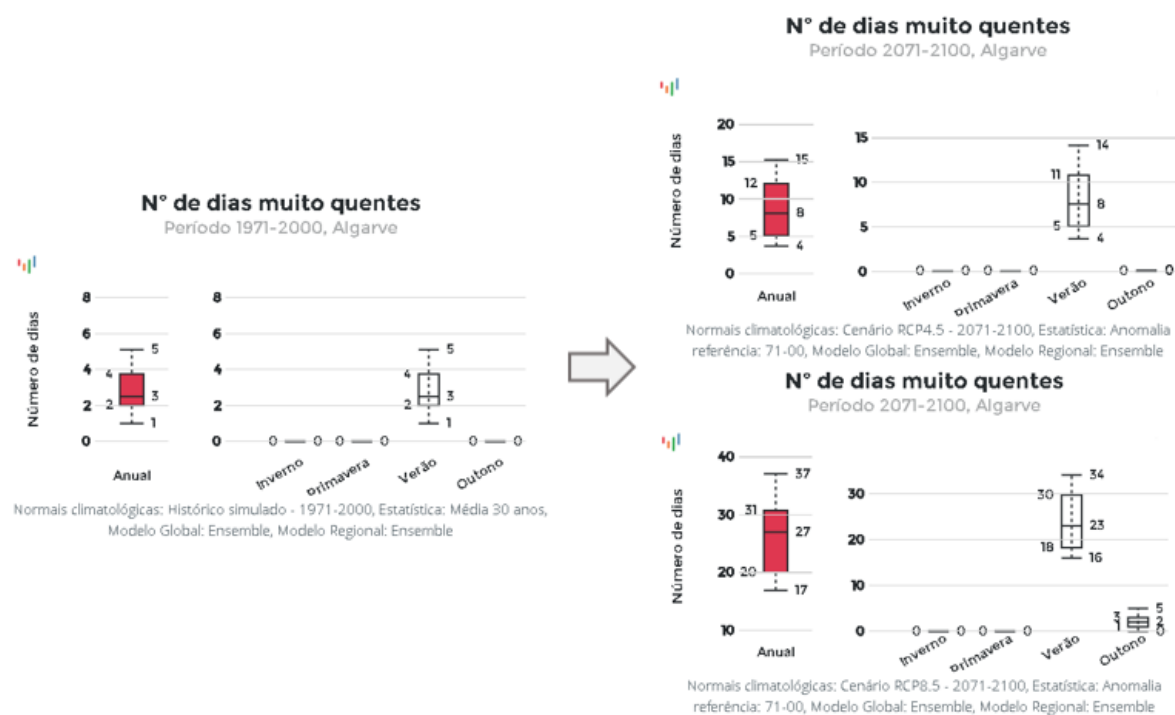 Nº de dias muito quentes
Período 1971-2000, Algarve
Número de dias
8
6
4
2
0
5
4
3
2
1
Anual
8
6
4
2
0
0 0 0 0
5
4
3
2
1
0 0
Inverno
Primavera
Verão
Outono
Normais climatológicas: Histórico simulado - 1971-2000, Estatística: Média 30 anos,
Modelo Global: Ensemble, Modelo Regional: Ensemble
Nº de dias muito quentes
Período 2071-2100, Algarve
Número de dias
20
15
10
5
0
15
12
8
5
4
Anual
15
10
5
0
0 0 0 0
14
11
8
5
4
0 0
Inverno
Primavera
Verão
Outono
Normais climatológicas: Cenário RCP4.5 - 2071-2100, Estatística: Anomalia
referência: 71-00, Modelo Global: Ensemble, Modelo Regional: Ensemble
Nº de dias muito quentes
Período 2071-2100, Algarve
Número de dias
40
30
20
10
37
31
27
20
17
Anual
30
20
10
0
0 0 0 0
34
30
23
18
16
5
3
2
1
0
Inverno
Primavera
Verão
Outono
Normais climatológicas: Cenário RCP8.5 - 2071-2100, Estatística: Anomalia
referência: 71-00, Modelo Global: Ensemble, Modelo Regional: Ensemble